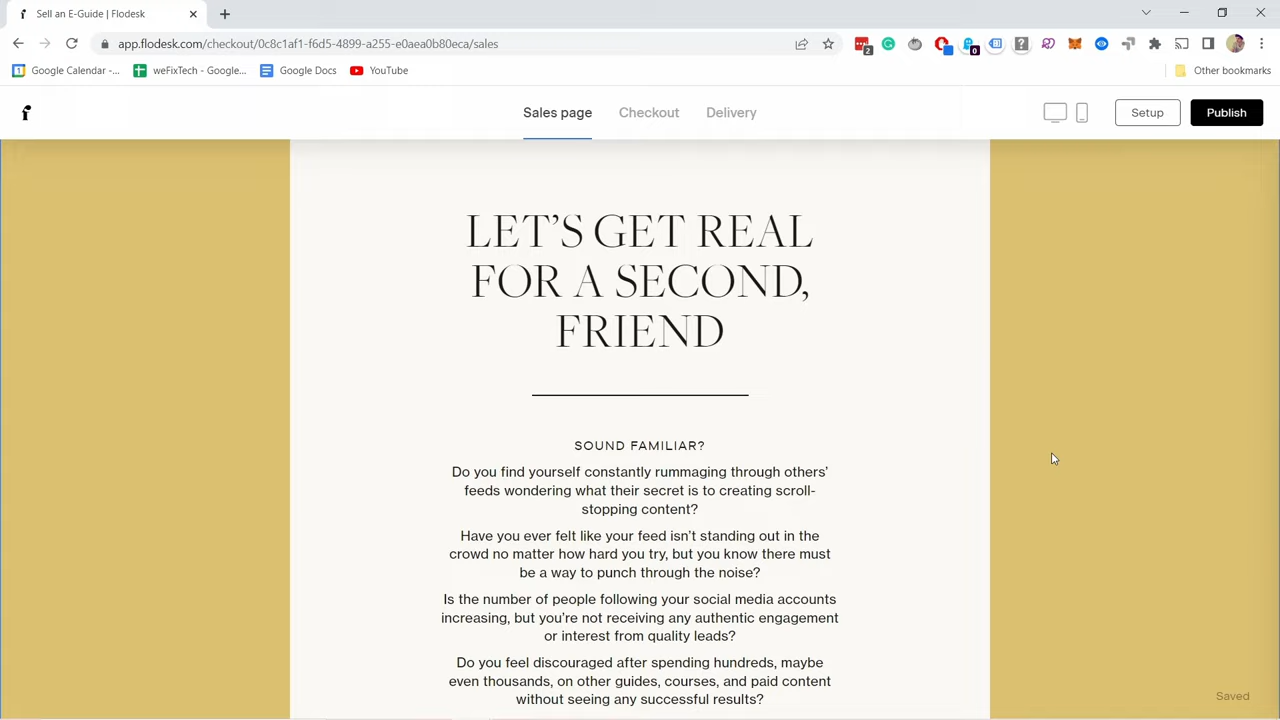 Sell an E-Guide | Flodesk
app.flodesk.com/checkout/0dc1af1-f6d5-4899-a255-c0aea0b80eca/sales
2
0
Google Calendar -...
weFixTech - Google...
Google Docs
YouTube
Other bookmarks
Sales page
Checkout
Delivery
Setup
Publish
LET'S GET REAL
FOR A SECOND,
FRIEND
SOUND FAMILIAR?
Do you find yourself constantly rummaging through others'
feeds wondering what their secret is to creating scroll-
stopping content?
Have you ever felt like your feed isn't standing out in the
crowd no matter how hard you try, but you know there must
be a way to punch through the noise?
Is the number of people following your social media accounts
increasing, but you're not receiving any authentic engagement
or interest from quality leads?
Do you feel discouraged after spending hundreds, maybe
even thousands, on other guides, courses, and paid content
without seeing any successful results?
Saved